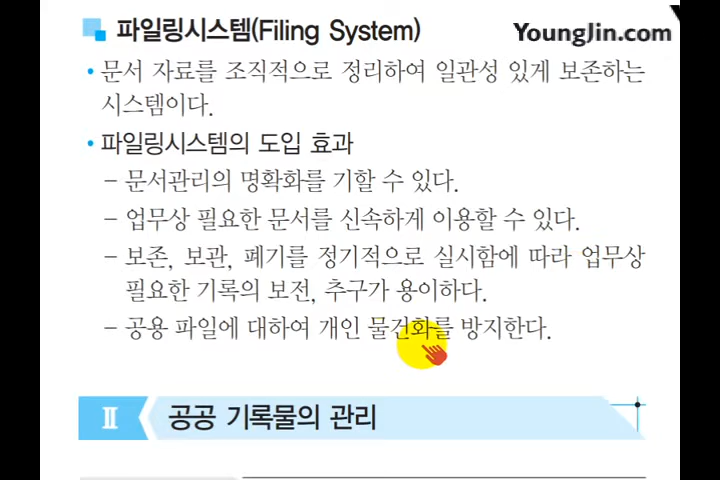 파일링시스템(Filing System)
YoungJin.com
• 문서 자료를 조직적으로 정리하여 일관성 있게 보존하는
시스템이다.
• 파일링시스템의 도입 효과
– 문서관리의 명확화를 기할 수 있다.
– 업무상 필요한 문서를 신속하게 이용할 수 있다.
– 보존, 보관, 폐기를 정기적으로 실시함에 따라 업무상
필요한 기록의 보전, 추구가 용이하다.
– 공용 파일에 대하여 개인 물건화를 방지한다.
Ⅱ 공공 기록물의 관리